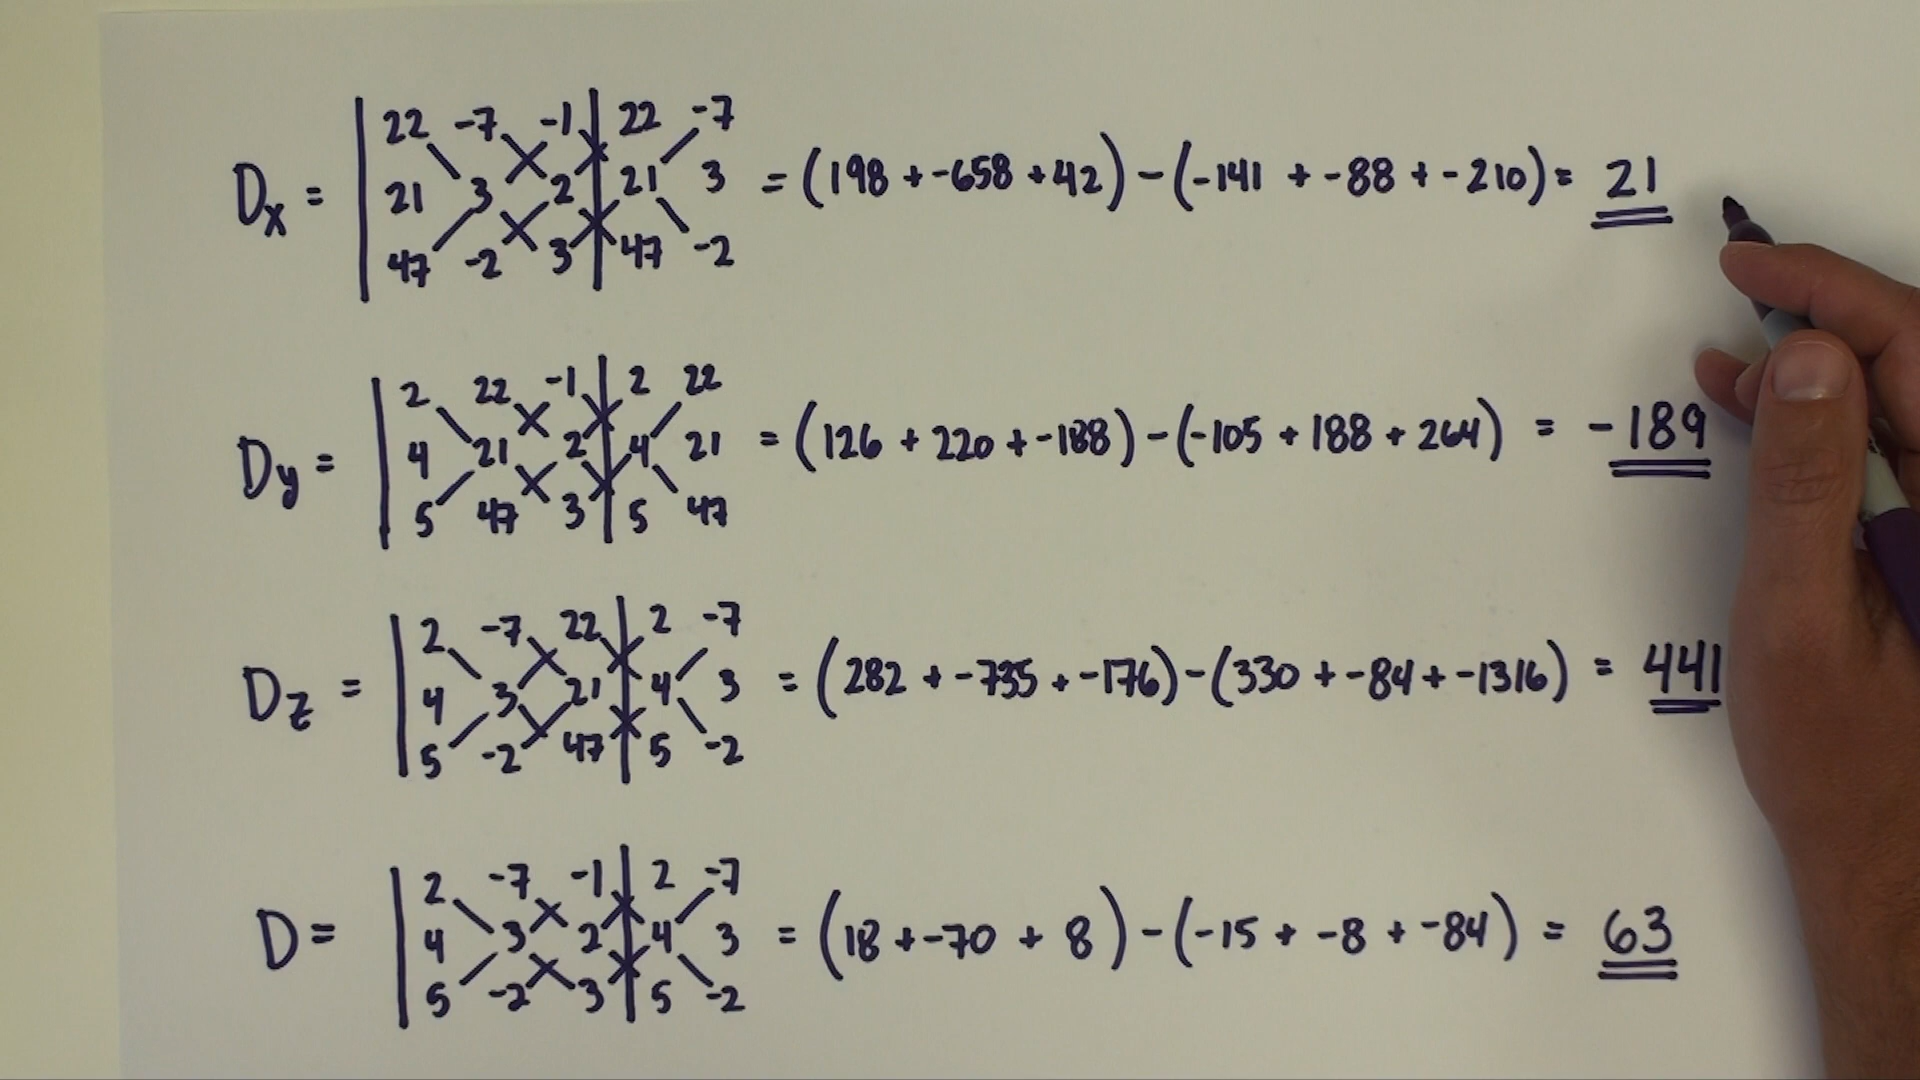 22 -7 -1 | 22 -7
Dx = | 21 3 2 | 21 3 = (198 + -658 + 42) - (-141 + -88 + -210) = 21
47 -2 3 | 47 -2
2 22 -1 | 2 22
Dy = | 4 21 2 | 4 21 = (126 + 220 + -188) - (-105 + 188 + 264) = -189
5 47 3 | 5 47
2 -7 22 | 2 -7
Dz = | 4 3 21 | 4 3 = (282 + -735 + -176) - (330 + -84 + -1316) = 441
5 -2 47 | 5 -2
2 -7 -1 | 2 -7
D = | 4 3 2 | 4 3 = (18 + -70 + 8) - (-15 + -8 + -84) = 63
5 -2 3 | 5 -2